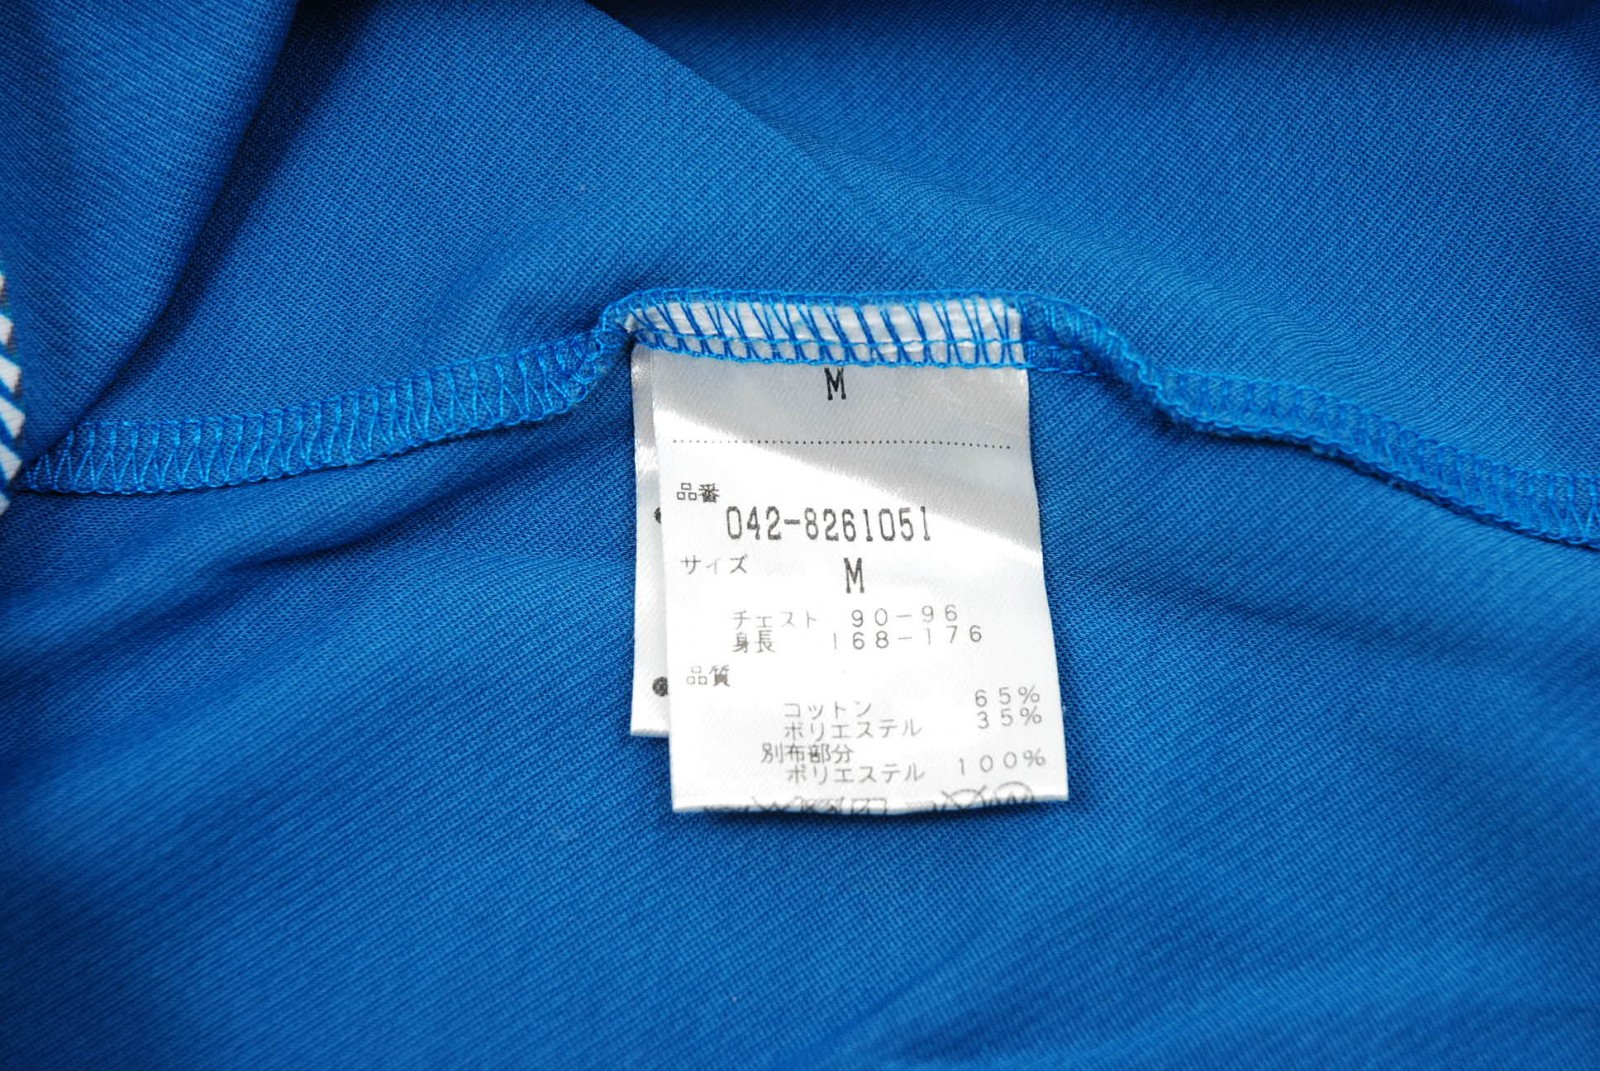 M
品番
042-8261051
サイズ
M
チェスト 90-96
身長 168-176
品質
コットン 65%
ポリエステル 35%
別布部分
ポリエステル 100%